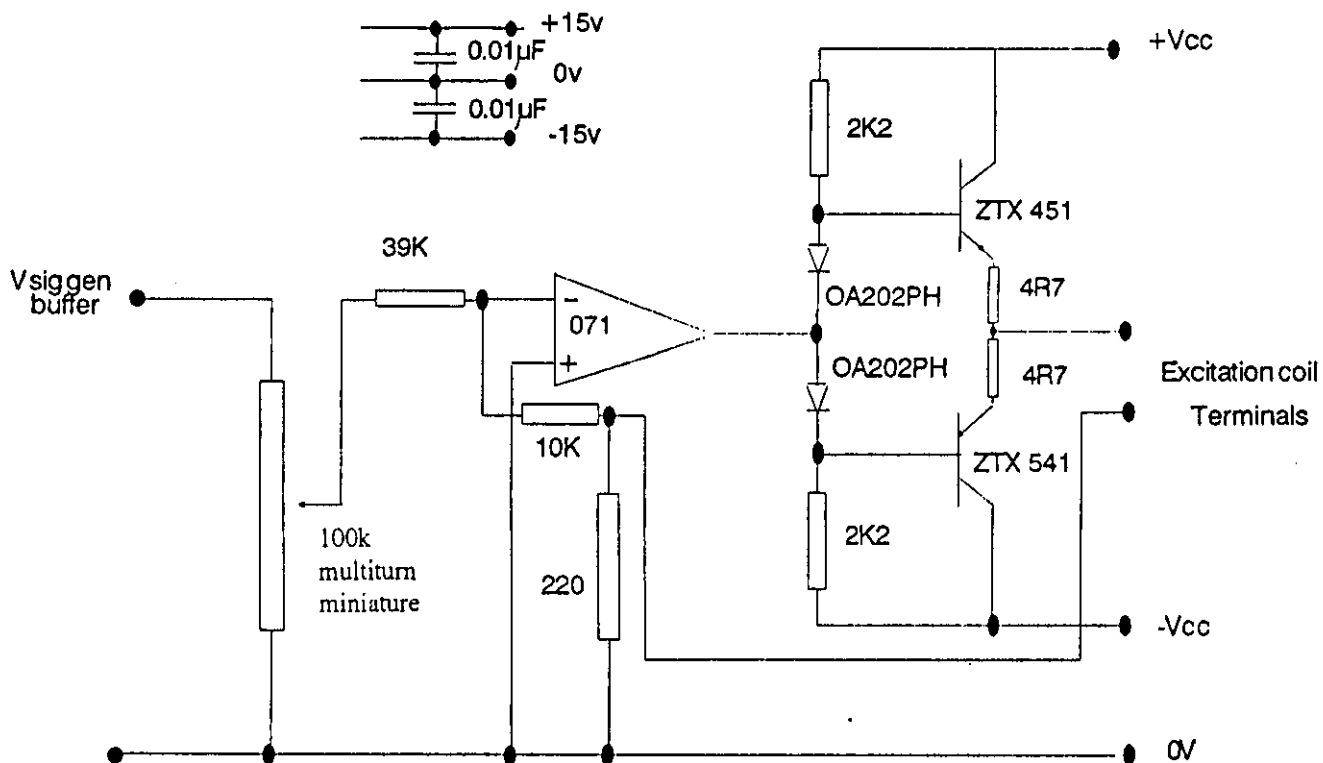 +15v
0.01µF
0v
0.01µF
-15v
+Vcc
2K2
ZTX 451
39K
Vsiggen
buffer
4R7
OA202PH
071
-
+
OA202PH
4R7
Excitation coil
Terminals
10K
ZTX 541
100k
multiturn
miniature
2K2
220
-Vcc
0V